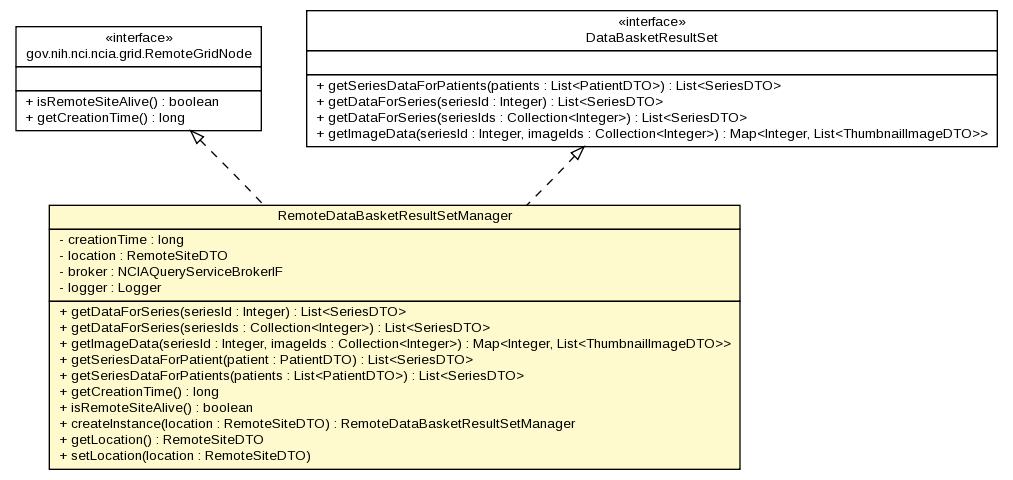 «interface»
gov.nih.nci.ncia.grid.RemoteGridNode
+ isRemoteSiteAlive() : boolean
+ getCreationTime() : long
«interface»
DataBasketResultSet
+ getSeriesDataForPatients(patients : List<PatientDTO>) : List<SeriesDTO>
+ getDataForSeries(seriesId : Integer) : List<SeriesDTO>
+ getDataForSeries(seriesIds : Collection<Integer>) : List<SeriesDTO>
+ getImageData(seriesId : Integer, imageIds : Collection<Integer>) : Map<Integer, List<ThumbnailImageDTO>>
RemoteDataBasketResultSetManager
- creationTime : long
- location : RemoteSiteDTO
- broker : NCIAQueryServiceBrokerIF
- logger : Logger
+ getDataForSeries(seriesId : Integer) : List<SeriesDTO>
+ getDataForSeries(seriesIds : Collection<Integer>) : List<SeriesDTO>
+ getImageData(seriesId : Integer, imageIds : Collection<Integer>) : Map<Integer, List<ThumbnailImageDTO>>
+ getSeriesDataForPatient(patient : PatientDTO) : List<SeriesDTO>
+ getSeriesDataForPatients(patients : List<PatientDTO>) : List<SeriesDTO>
+ getCreationTime() : long
+ isRemoteSiteAlive() : boolean
+ createInstance(location : RemoteSiteDTO) : RemoteDataBasketResultSetManager
+ getLocation() : RemoteSiteDTO
+ setLocation(location : RemoteSiteDTO)